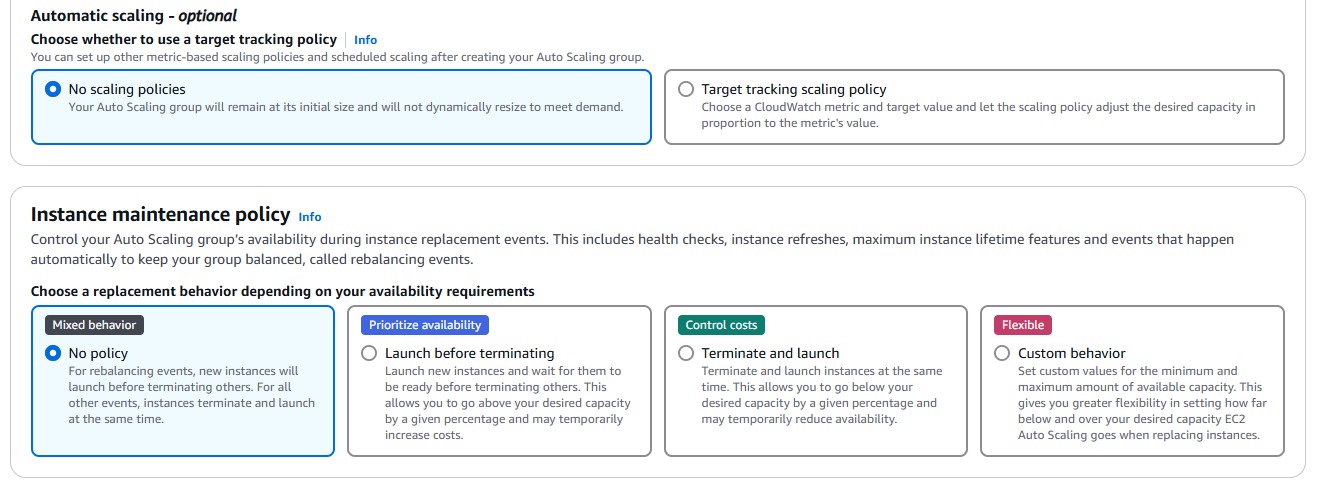 Automatic scaling - optional
Choose whether to use a target tracking policy Info
You can set up other metric-based scaling policies and scheduled scaling after creating your Auto Scaling group.
No scaling policies
Your Auto Scaling group will remain at its initial size and will not dynamically resize to meet demand.
Target tracking scaling policy
Choose a CloudWatch metric and target value and let the scaling policy adjust the desired capacity in
proportion to the metric's value.
Instance maintenance policy Info
Control your Auto Scaling group's availability during instance replacement events. This includes health checks, instance refreshes, maximum instance lifetime features and events that happen
automatically to keep your group balanced, called rebalancing events.
Choose a replacement behavior depending on your availability requirements
Mixed behavior
No policy
For rebalancing events, new instances will
launch before terminating others. For all
other events, instances terminate and launch
at the same time.
Prioritize availability
Launch before terminating
Launch new instances and wait for them to
be ready before terminating others. This
allows you to go above your desired capacity
by a given percentage and may temporarily
increase costs.
Control costs
Terminate and launch
Terminate and launch instances at the same
time. This allows you to go below your
desired capacity by a given percentage and
may temporarily reduce availability.
Flexible
Custom behavior
Set custom values for the minimum and
maximum amount of available capacity. This
gives you greater flexibility in setting how far
below and over your desired capacity EC2
Auto Scaling goes when replacing instances.